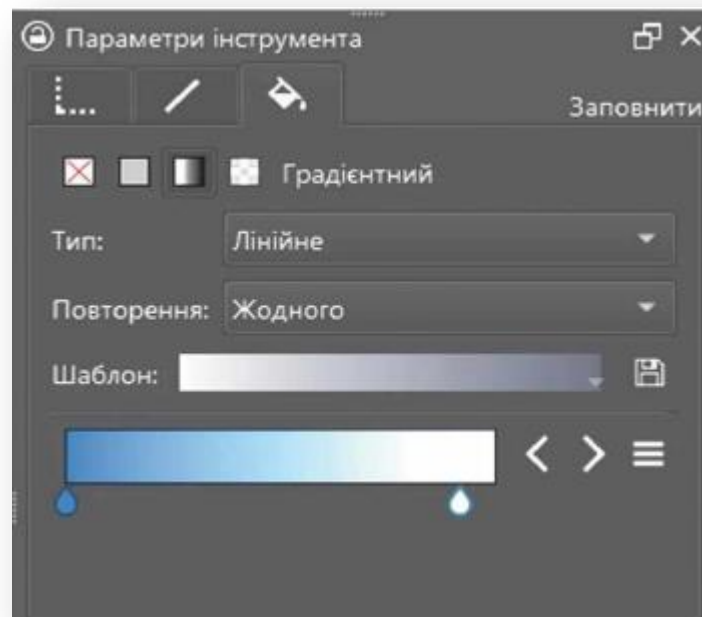 Параметри інструмента
Заповнити
Градієнтний
Тип: Лінійне
Повторення: Жодного
Шаблон: